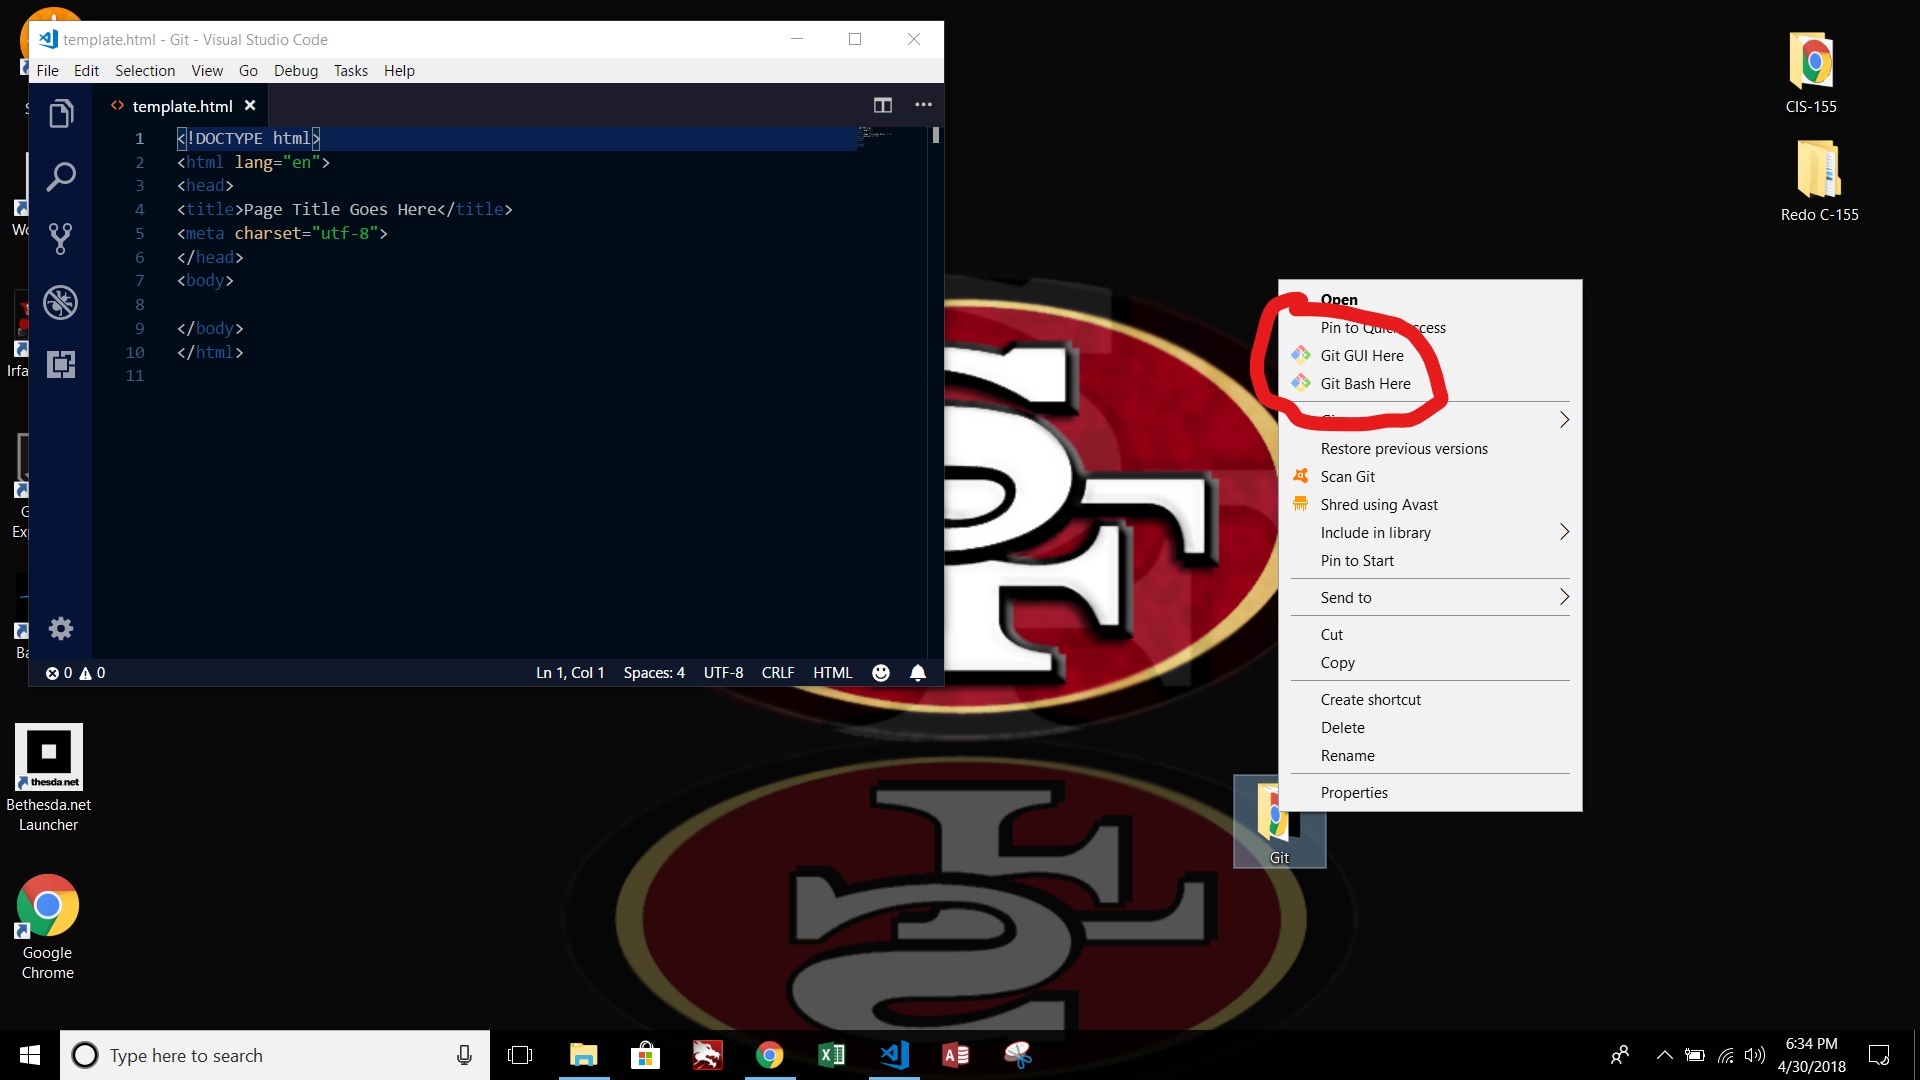 template.html - Git - Visual Studio Code
File Edit Selection View Go Debug Tasks Help
<> template.html
1 <!DOCTYPE html>
2 <html lang="en">
3 <head>
4 <title>Page Title Goes Here</title>
5 <meta charset="utf-8">
6 </head>
7 <body>
8
9 </body>
10 </html>
11
0 0
Ln 1, Col 1 Spaces: 4 UTF-8 CRLF HTML
thesda.net
Bethesda.net
Launcher
Google
Chrome
CIS-155
Redo C-155
Open
Pin to Quick access
Git GUI Here
Git Bash Here
Restore previous versions
Scan Git
Shred using Avast
Include in library
Pin to Start
Send to
Cut
Copy
Create shortcut
Delete
Rename
Properties
Git
SF
Type here to search
6:34 PM
4/30/2018